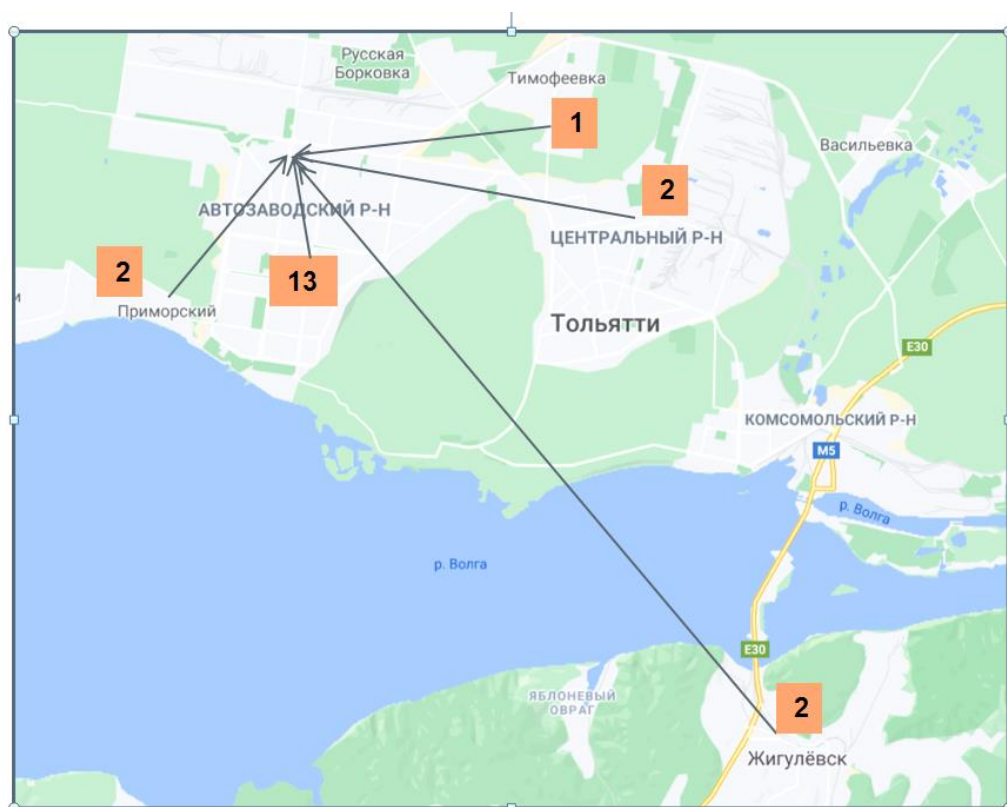 Русская
Борковка
Тимофеевка
1
Васильевка
2
АВТОЗАВОДСКИЙ Р-Н
ЦЕНТРАЛЬНЫЙ Р-Н
2
13
и
Приморский
Тольятти
E30
КОМСОМОЛЬСКИЙ Р-Н
M5
р. Волга
р. Волга
E30
ЯБЛОНЕВЫЙ
ОВРАГ
2
Жигулёвск